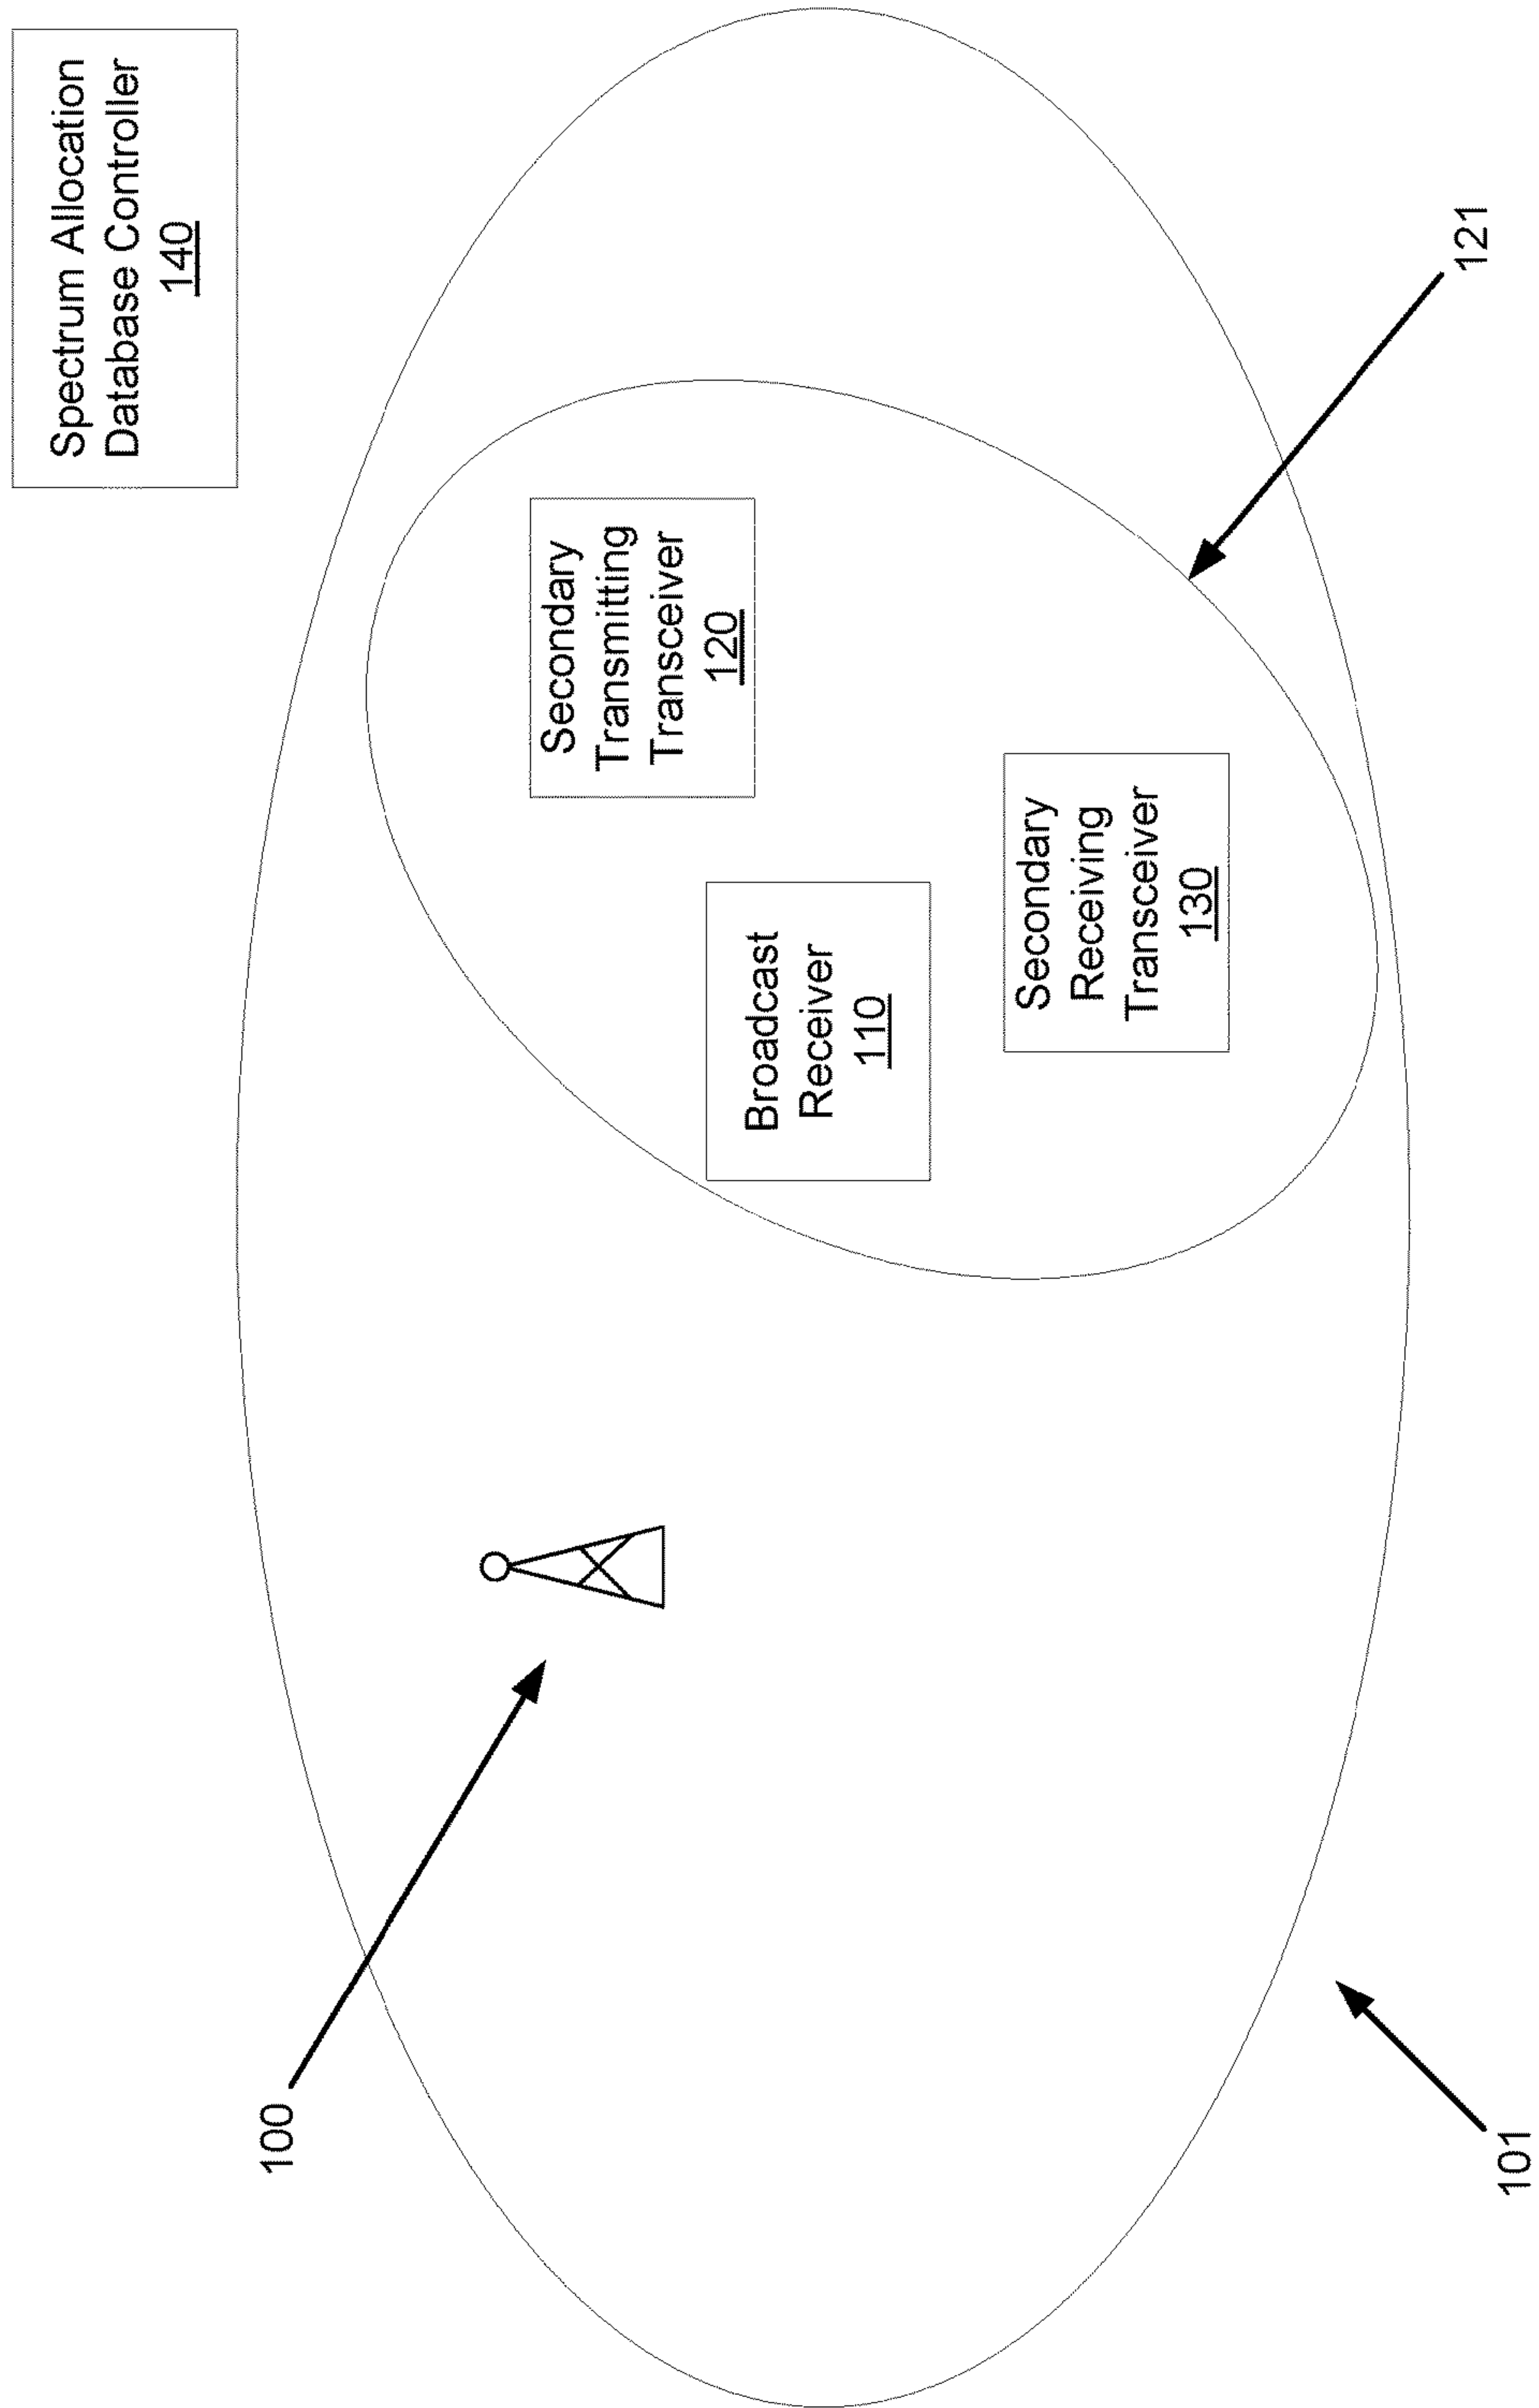 Spectrum Allocation
Database Controller
140
100
Secondary
Transmitting
Transceiver
120
Broadcast
Receiver
110
Secondary
Receiving
Transceiver
130
101
121